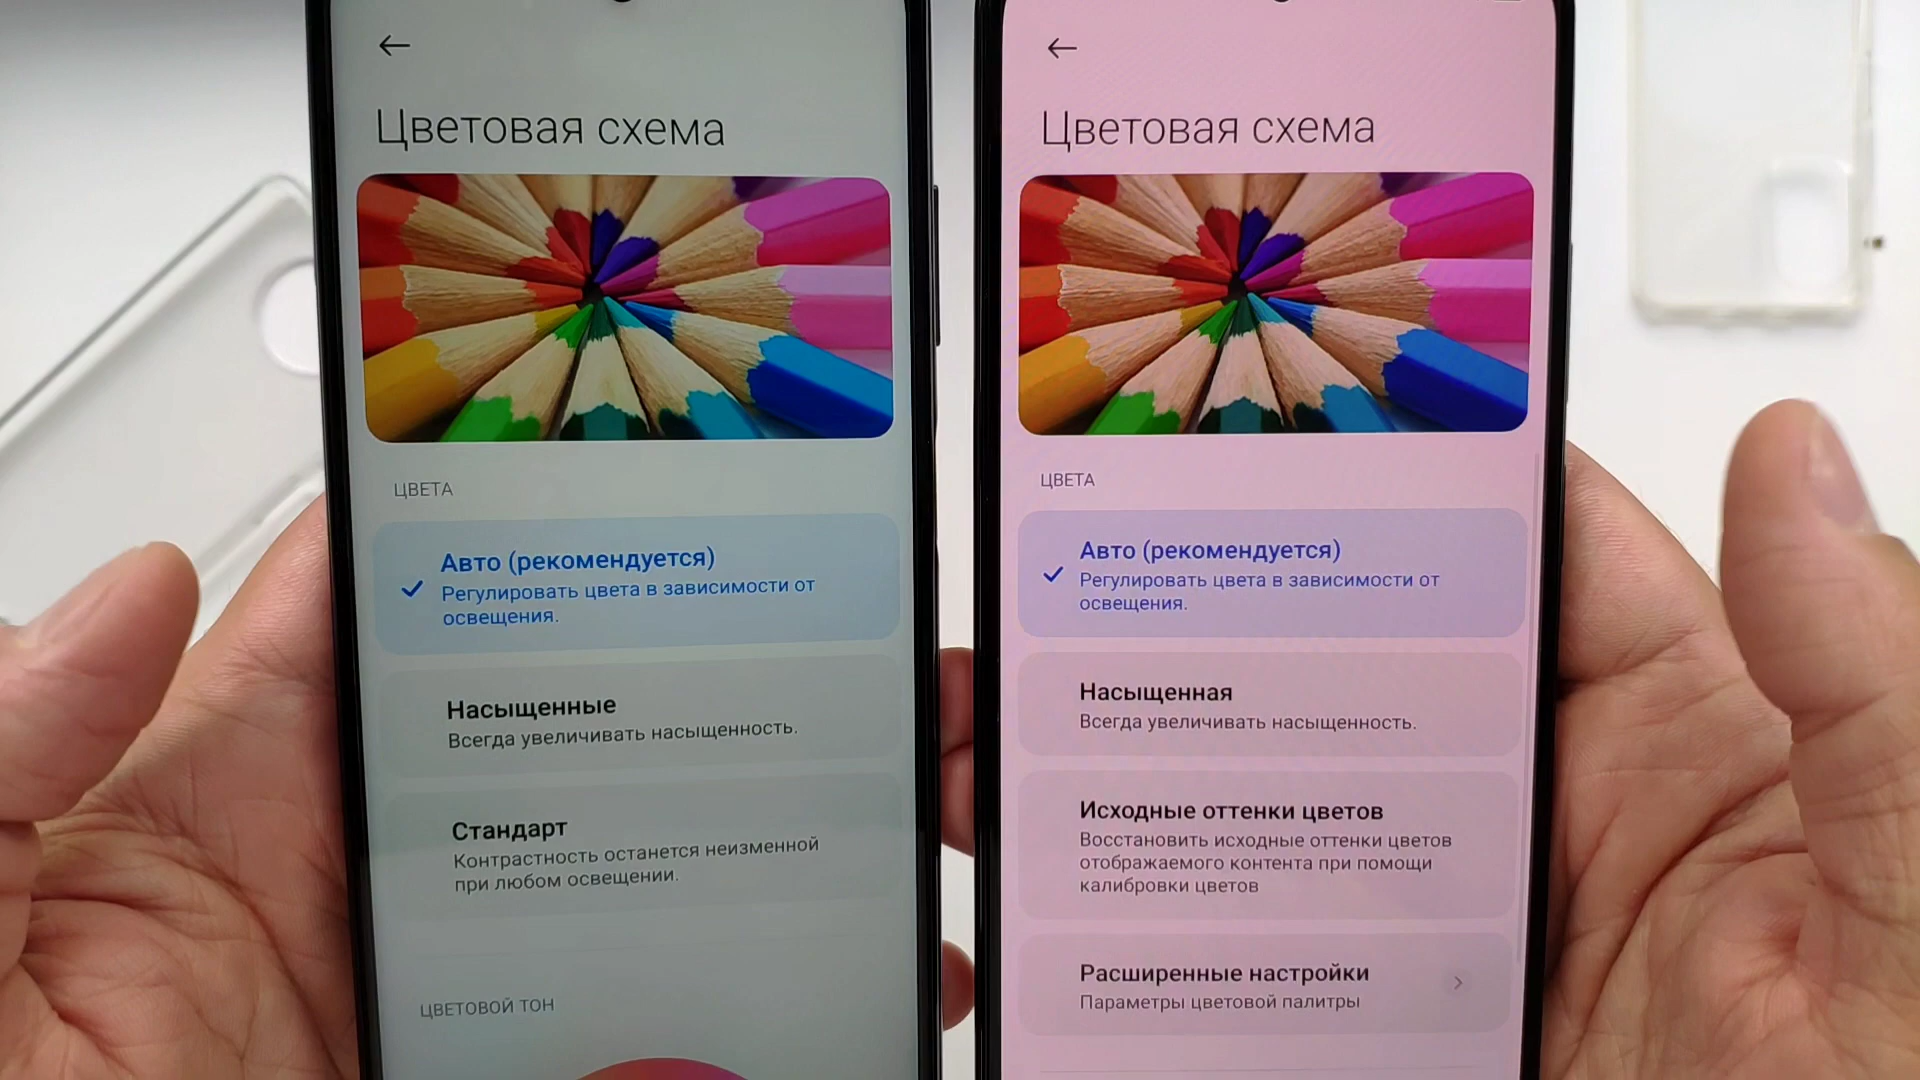 Цветовая схема
ЦВЕТА
Авто (рекомендуется)
Регулировать цвета в зависимости от
освещения.
Насыщенные
Всегда увеличивать насыщенность.
Стандарт
Контрастность останется неизменной
при любом освещении.
ЦВЕТОВОЙ ТОН
Цветовая схема
ЦВЕТА
Авто (рекомендуется)
Регулировать цвета в зависимости от
освещения.
Насыщенная
Всегда увеличивать насыщенность.
Исходные оттенки цветов
Восстановить исходные оттенки цветов
отображаемого контента при помощи
калибровки цветов
Расширенные настройки
Параметры цветовой палитры